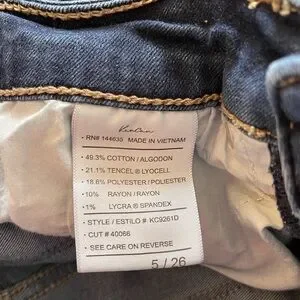 KanCan
• RN# 144635 MADE IN VIETNAM
• 49.3% COTTON / ALGODON
• 21.1% TENCEL ® LYOCELL
• 18.6% POLYESTER / POLIESTER
• 10% RAYON / RAYON
• 1% LYCRA ® SPANDEX
• STYLE / ESTILO # KC9261D
• CUT # 40066
• SEE CARE ON REVERSE
5 / 26